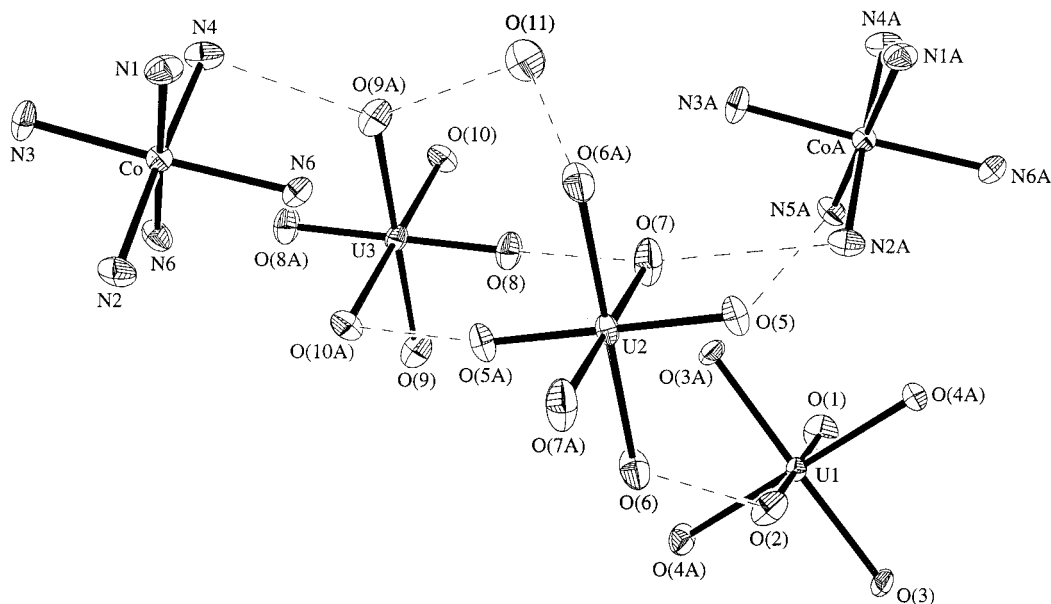 N4
O(11)
N4A
N1
N1A
O(9A)
N3A
O(10)
N3
Co
O(6A)
CoA
N6
N6A
N5A
O(7)
O(8A)
U3
N6
O(8)
N2A
N2
O(5)
U2
O(10A)
O(9)
O(5A)
O(3A)
O(1)
O(4A)
O(7A)
U1
O(6)
O(2)
O(4A)
O(3)